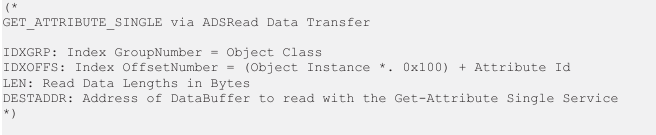 (*
GET_ATTRIBUTE_SINGLE via ADSRead Data Transfer
IDXGRP: Index GroupNumber = Object Class
IDXOFFS: Index OffsetNumber = (Object Instance *. 0x100) + Attribute Id
LEN: Read Data Lengths in Bytes
DESTADDR: Address of DataBuffer to read with the Get-Attribute Single Service
*)